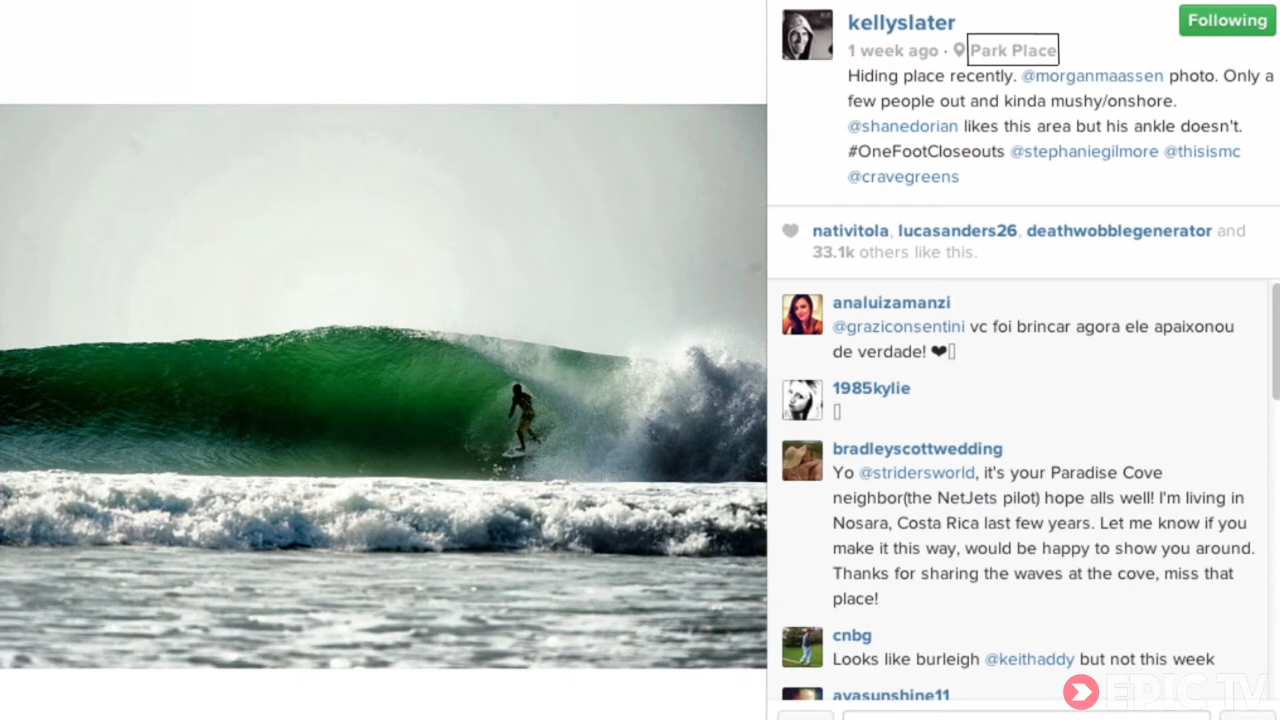 kellyslater
Following
1 week ago · Park Place
Hiding place recently. @morganmaassen photo. Only a
few people out and kinda mushy/onshore.
@shanedorian likes this area but his ankle doesn't.
#OneFootCloseouts @stephaniegilmore @thisismc
@cravegreens
nativitola, lucasanders26, deathwobblegenerator and
33.1k others like this.
analuizamanzi
@graziconsentini vc foi brincar agora ele apaixonou
de verdade! ❤▯
1985kylie
▯
bradleyscottwedding
Yo @stridersworld, it's your Paradise Cove
neighbor(the NetJets pilot) hope alls well! I'm living in
Nosara, Costa Rica last few years. Let me know if you
make it this way, would be happy to show you around.
Thanks for sharing the waves at the cove, miss that
place!
cnbg
Looks like burleigh @keithaddy but not this week
avasunshine11
EPIC TV